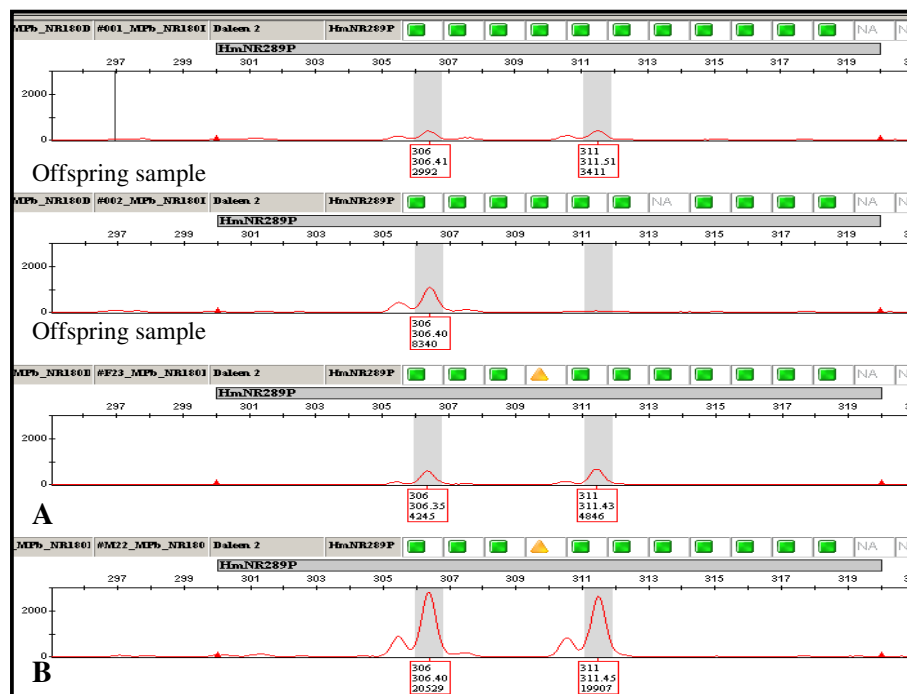 MPb_NR180D #001_MPb_NR180I Daleen 2 HmNR289P NA
HmNR289P
297 299 301 303 305 307 309 311 313 315 317 319
2000
0
306 311
306.41 311.51
2992 3411
Offspring sample
MPb_NR180D #002_MPb_NR180I Daleen 2 HmNR289P NA NA
HmNR289P
297 299 301 303 305 307 309 311 313 315 317 319
2000
0
306
306.40
8340
Offspring sample
MPb_NR180D #F23_MPb_NR180I Daleen 2 HmNR289P NA
HmNR289P
297 299 301 303 305 307 309 311 313 315 317 319
2000
0
306 311
306.35 311.43
4245 4846
A
_MPb_NR180I #M22_MPb_NR180 Daleen 2 HmNR289P NA
HmNR289P
297 299 301 303 305 307 309 311 313 315 317 319
2000
0
306 311
306.40 311.45
20529 19907
B